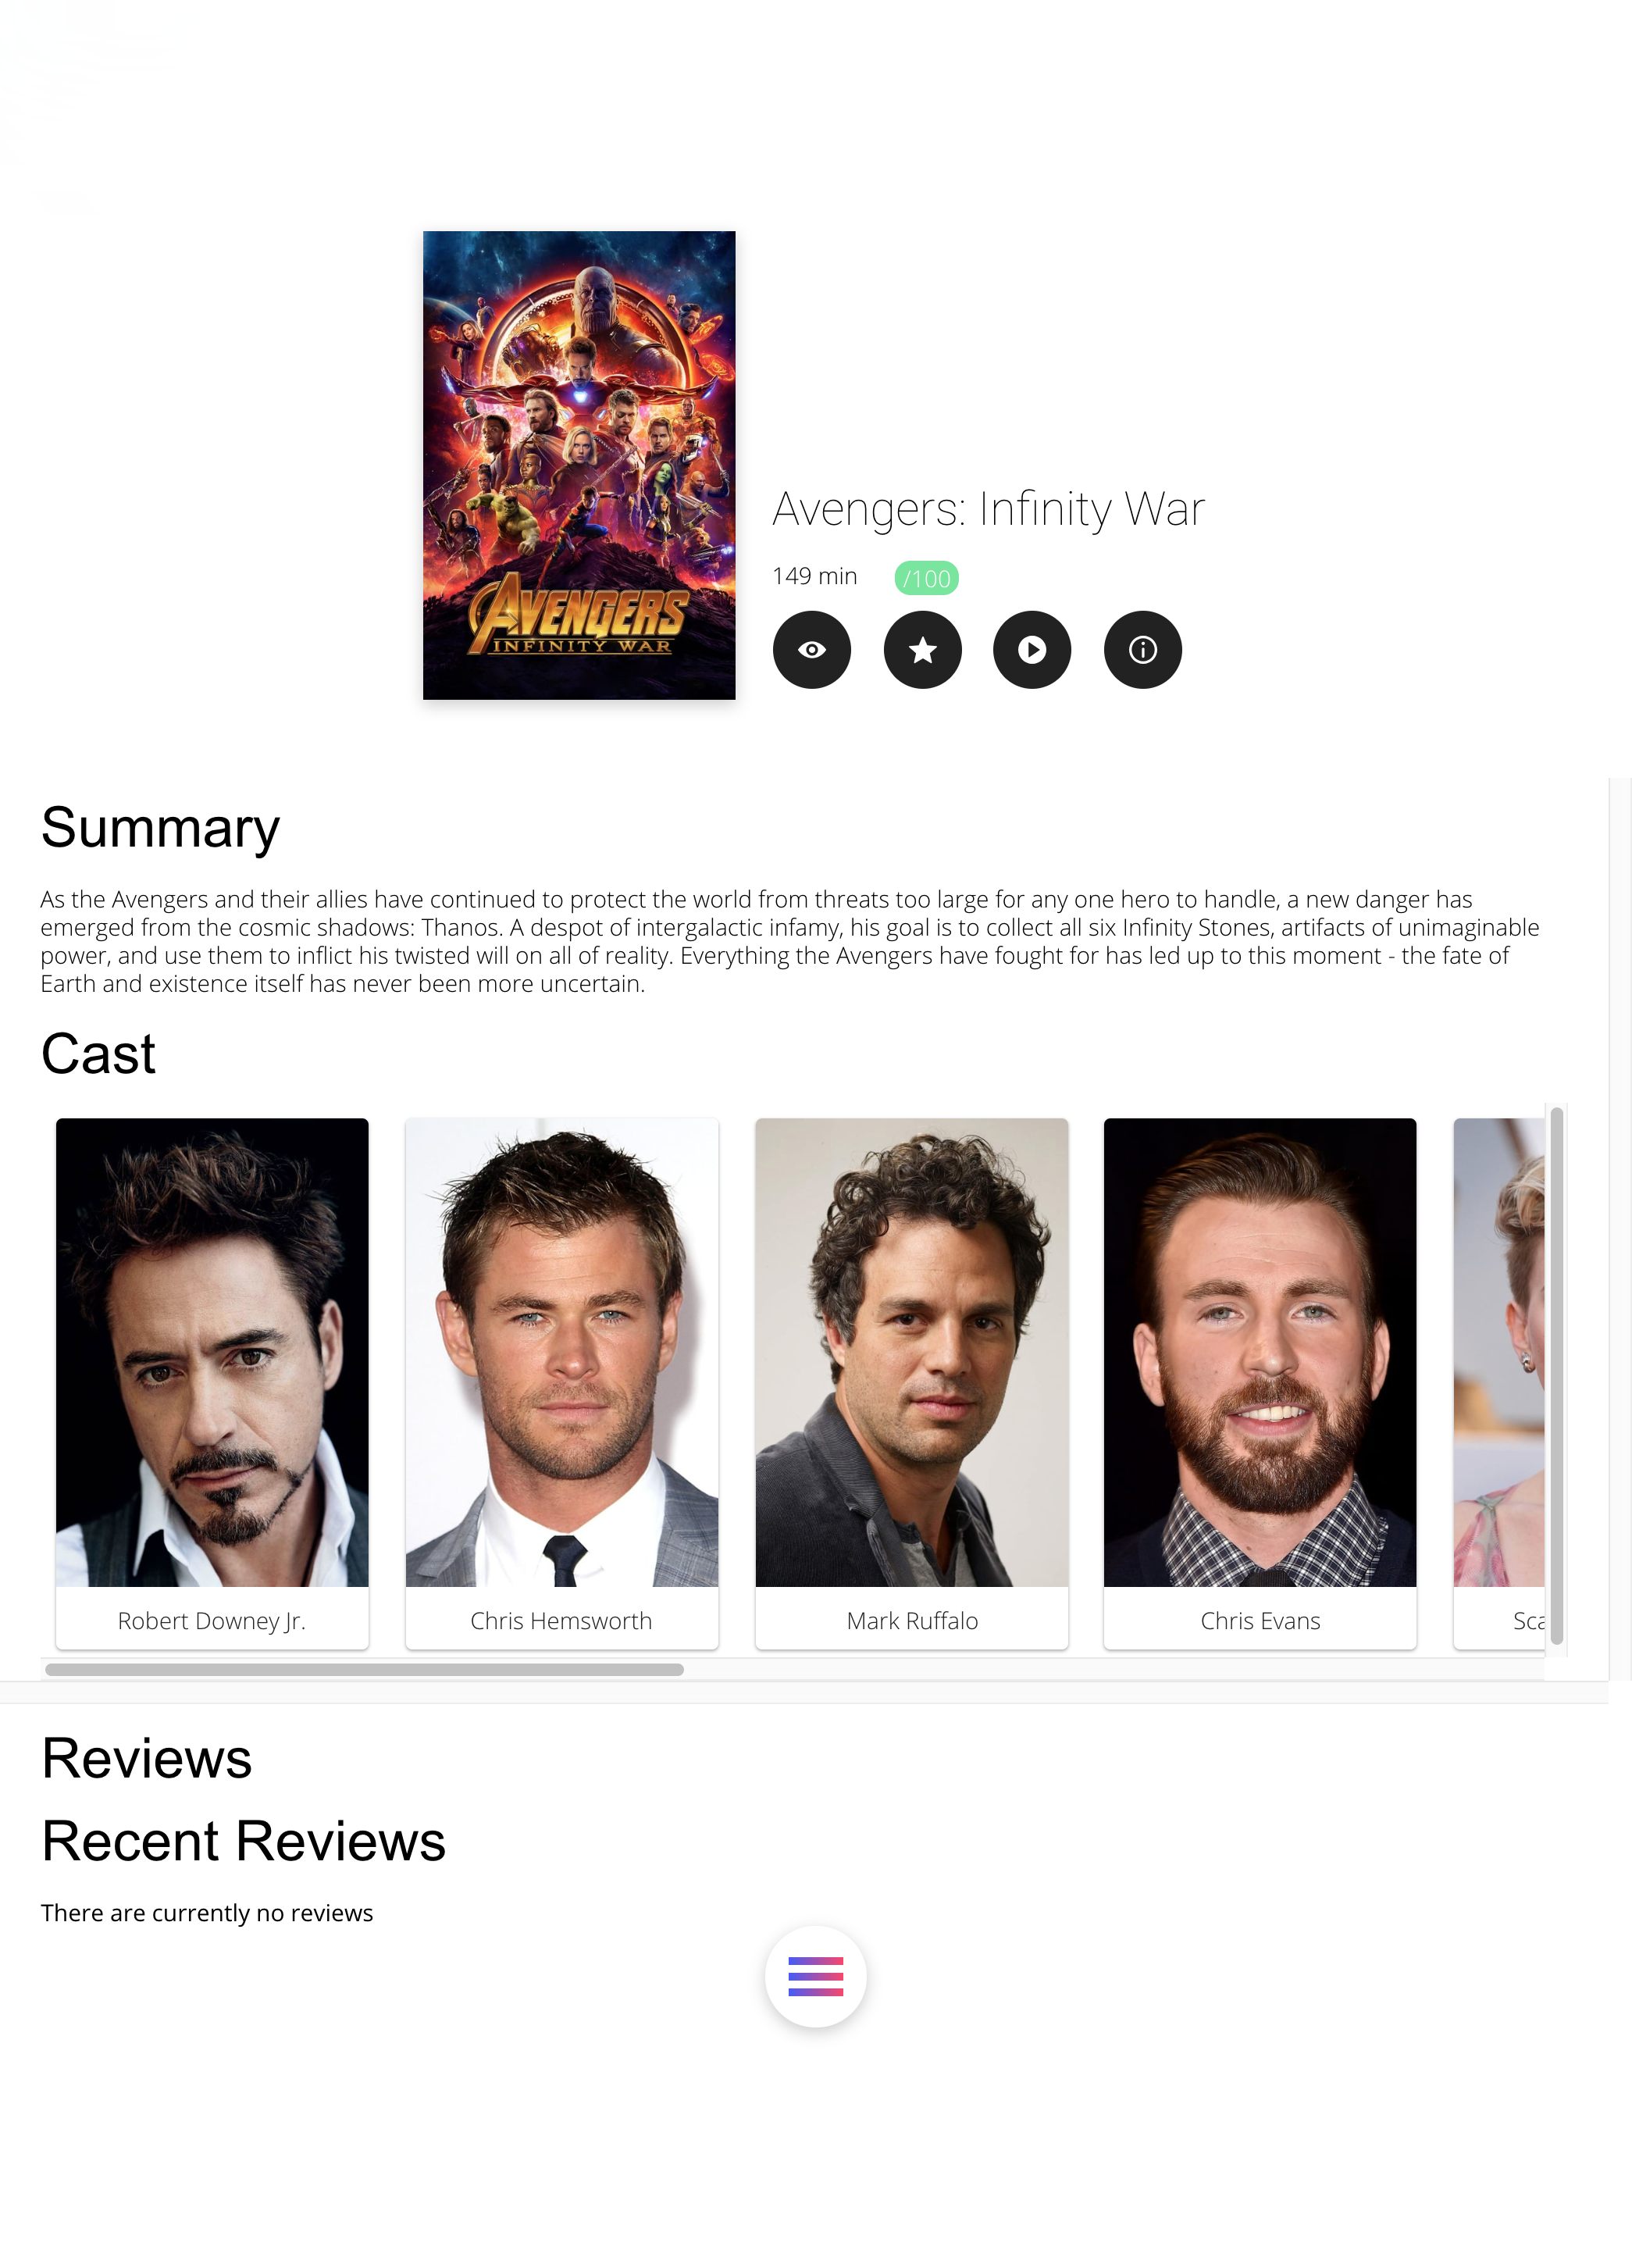 AVENGERS
INFINITY WAR
Avengers: Infinity War
149 min /100
Summary
As the Avengers and their allies have continued to protect the world from threats too large for any one hero to handle, a new danger has
emerged from the cosmic shadows: Thanos. A despot of intergalactic infamy, his goal is to collect all six Infinity Stones, artifacts of unimaginable
power, and use them to inflict his twisted will on all of reality. Everything the Avengers have fought for has led up to this moment - the fate of
Earth and existence itself has never been more uncertain.
Cast
Robert Downey Jr. Chris Hemsworth Mark Ruffalo Chris Evans Sca
Reviews
Recent Reviews
There are currently no reviews